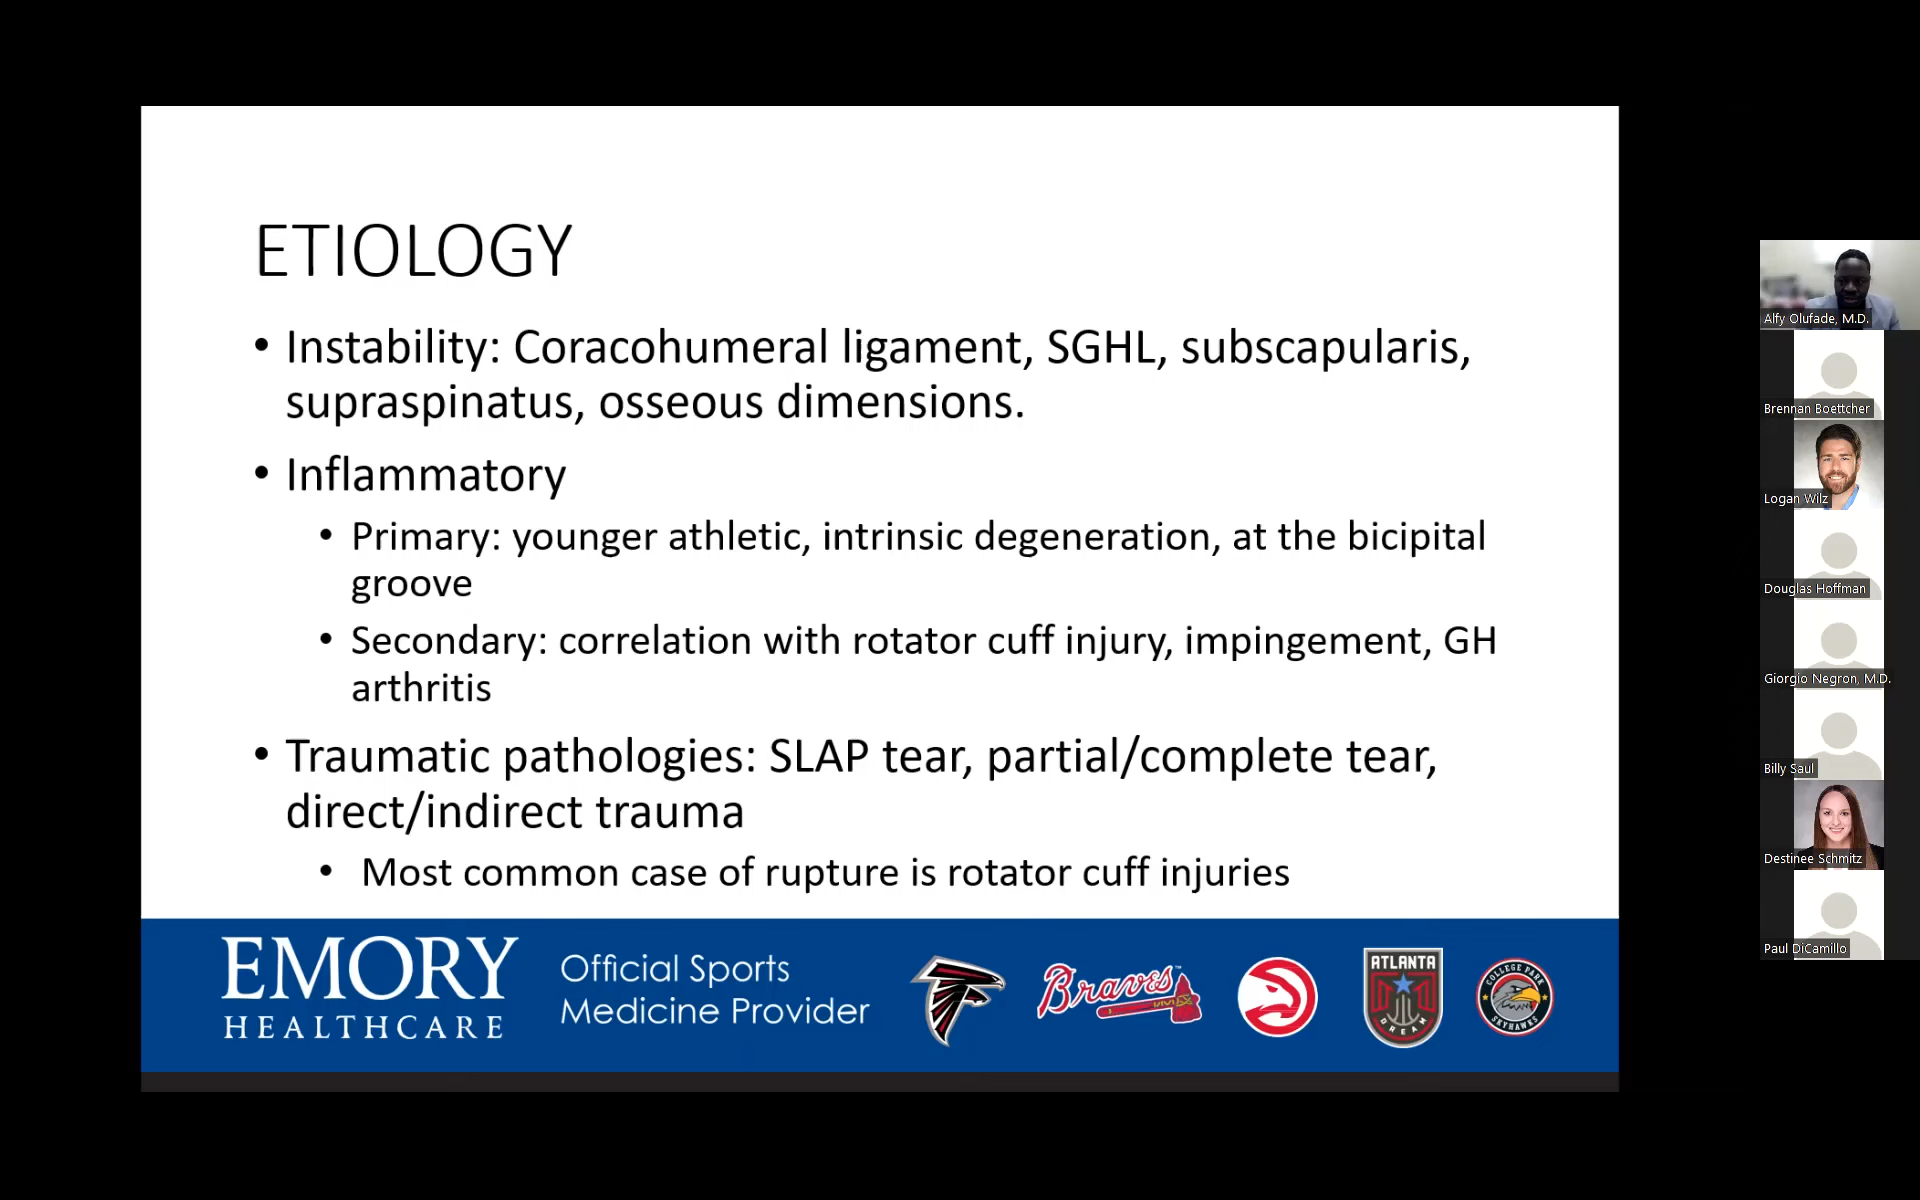 ETIOLOGY
• Instability: Coracohumeral ligament, SGHL, subscapularis,
supraspinatus, osseous dimensions.
• Inflammatory
• Primary: younger athletic, intrinsic degeneration, at the bicipital
groove
• Secondary: correlation with rotator cuff injury, impingement, GH
arthritis
• Traumatic pathologies: SLAP tear, partial/complete tear,
direct/indirect trauma
• Most common case of rupture is rotator cuff injuries
EMORY
HEALTHCARE
Official Sports
Medicine Provider
Braves
ATLANTA
DREAM
COLLEGE PARK
SKYHAWKS
Alfy Olufade, M.D.
Brennan Boettcher
Logan Wilz
Douglas Hoffman
Giorgio Negron, M.D.
Billy Saul
Destinee Schmitz
Paul DiCamillo